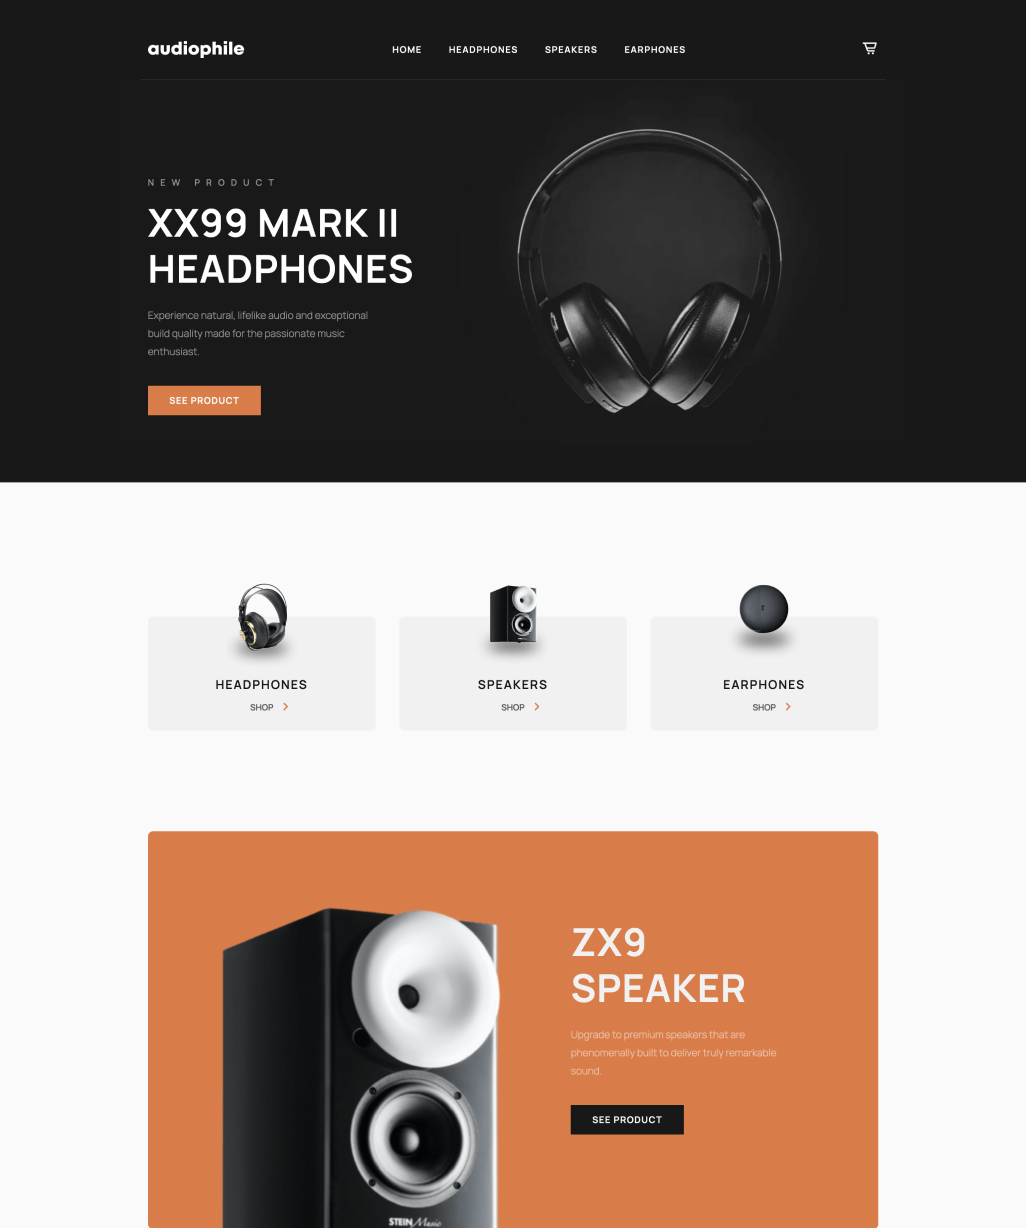 audiophile
HOME HEADPHONES SPEAKERS EARPHONES
NEW PRODUCT
XX99 MARK II
HEADPHONES
Experience natural, lifelike audio and exceptional
build quality made for the passionate music
enthusiast.
SEE PRODUCT
HEADPHONES
SHOP
SPEAKERS
SHOP
EARPHONES
SHOP
ZX9
SPEAKER
Upgrade to premium speakers that are
phenomenally built to deliver truly remarkable
sound.
SEE PRODUCT
STEIN Music